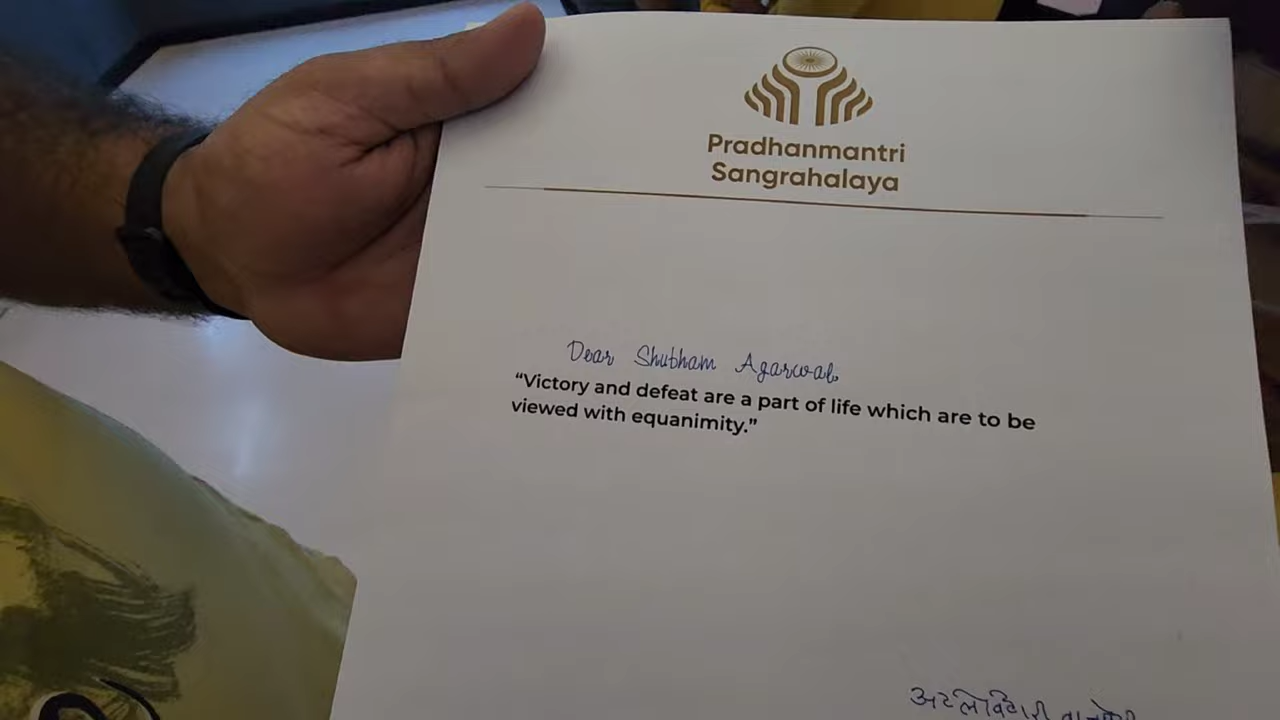 Pradhanmantri
Sangrahalaya
Dear Shubham Agarwal,
“Victory and defeat are a part of life which are to be
viewed with equanimity.”